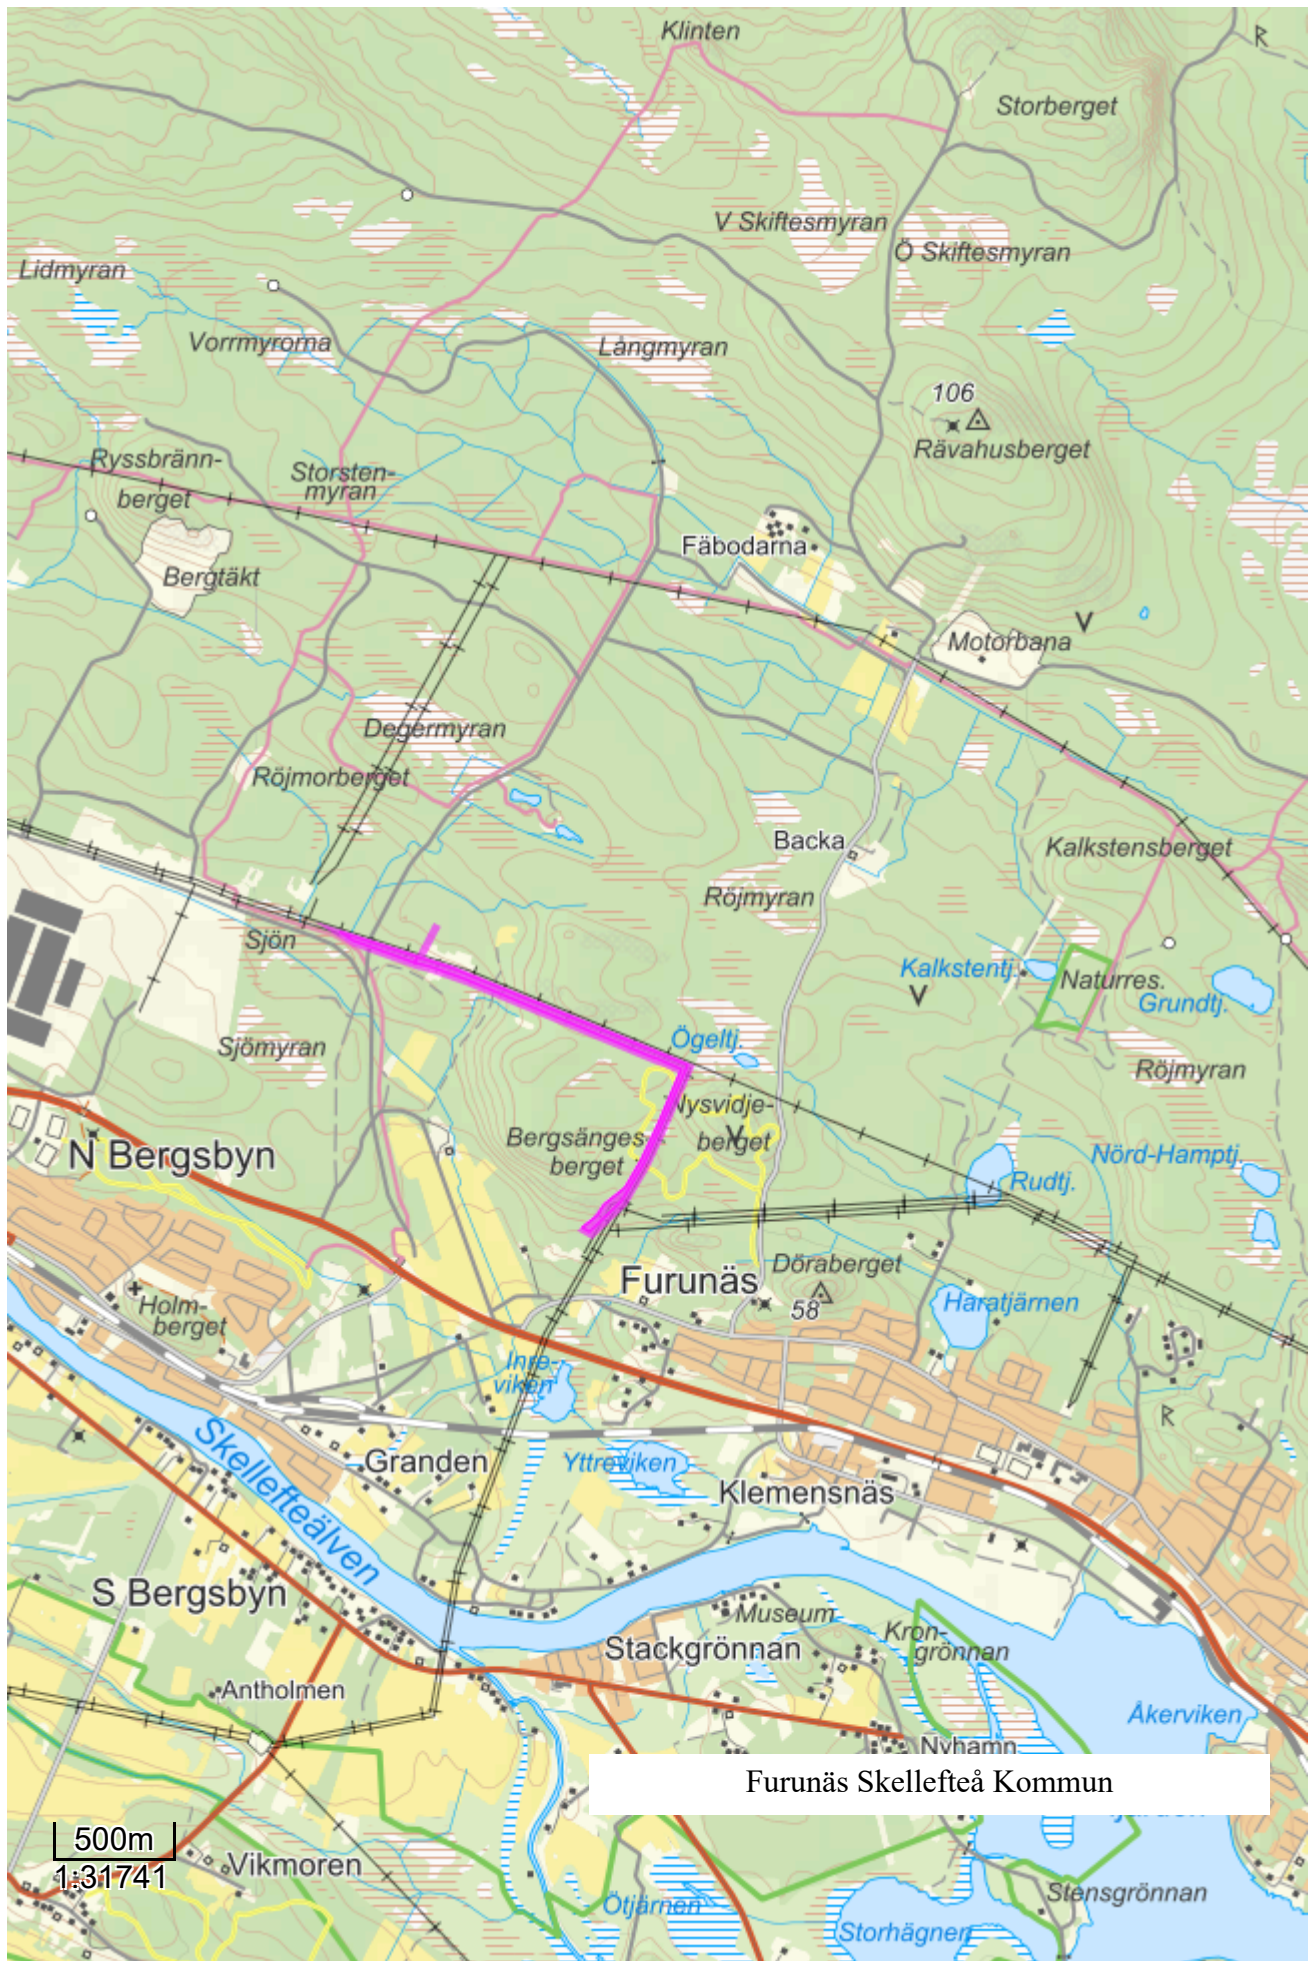 Klinten
R
Storberget
V Skiftesmyran
Ö Skiftesmyran
Lidmyran
Vorrmyrorna
Långmyran
106
Rävahusberget
Ryssbränn-
berget
Storsten-
myran
Fäbodarna
Bergtäkt
Motorbana
Degermyran
Röjmorberget
Backa
Kalkstensberget
Röjmyran
Sjön
Kalkstentj.
Naturres.
Grundtj.
Sjömyran
Ögeltj.
Röjmyran
Nysvidje-
berget
Bergsänges-
berget
N Bergsbyn
Nörd-Hamptj.
Rudtj.
Döraberget
Furunäs
58
Haratjärnen
Holm-
berget
Inre-
viken
R
Skellefteälven
Granden
Yttreviken
Klemensnäs
S Bergsbyn
Museum
Stackgrönnan
Kron-
grönnan
Antholmen
Åkerviken
Nyhamn
Furunäs Skellefteå Kommun
500m
1:31741
Vikmoren
Ötjärnen
Stensgrönnan
Storhägnen